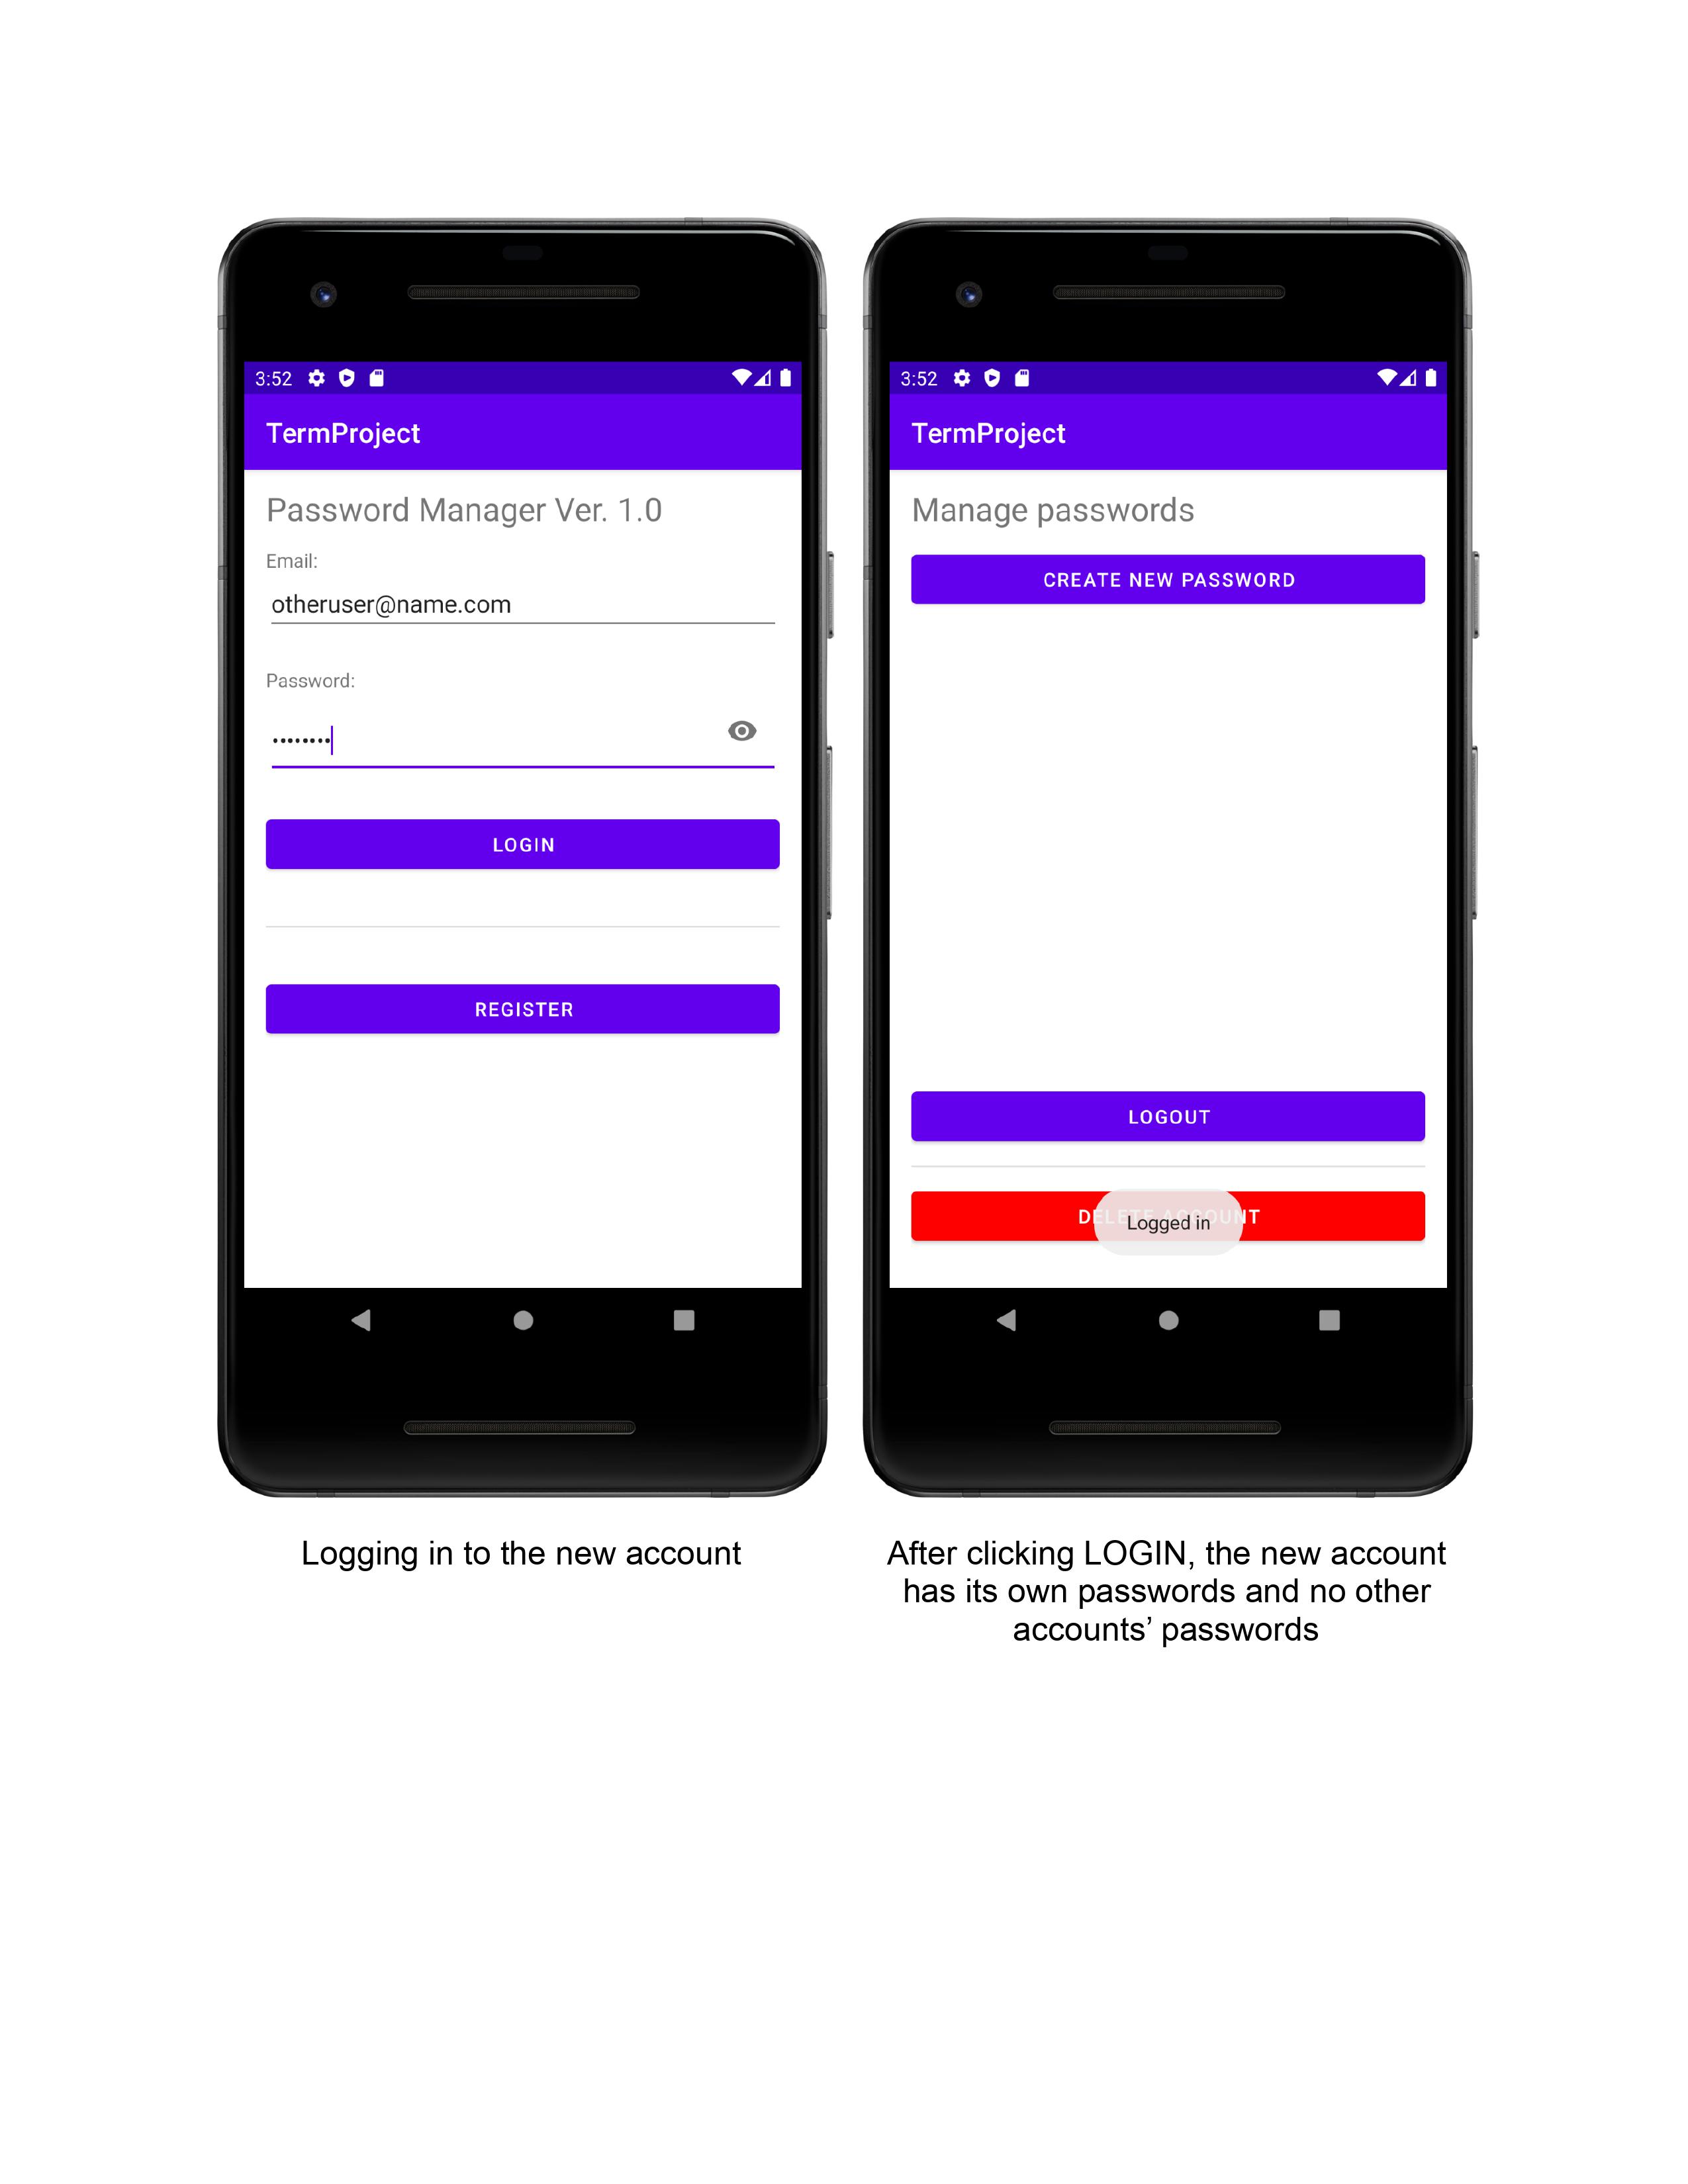 3:52
TermProject
Password Manager Ver. 1.0
Email:
otheruser@name.com
Password:
••••••••
LOGIN
REGISTER
Logging in to the new account
3:52
TermProject
Manage passwords
CREATE NEW PASSWORD
LOGOUT
DELETE ACCOUNT
Logged in
After clicking LOGIN, the new account
has its own passwords and no other
accounts’ passwords